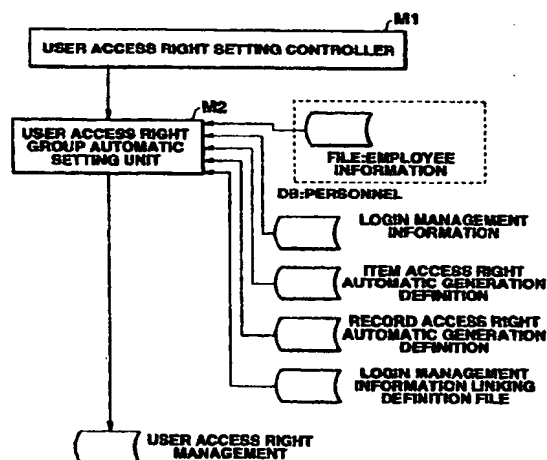 M1
USER ACCESS RIGHT SETTING CONTROLLER
M2
USER ACCESS RIGHT
GROUP AUTOMATIC
SETTING UNIT
FILE:EMPLOYEE
INFORMATION
DB:PERSONNEL
LOGIN MANAGEMENT
INFORMATION
ITEM ACCESS RIGHT
AUTOMATIC GENERATION
DEFINITION
RECORD ACCESS RIGHT
AUTOMATIC GENERATION
DEFINITION
LOGIN MANAGEMENT
INFORMATION LINKING
DEFINITION FILE
USER ACCESS RIGHT
MANAGEMENT